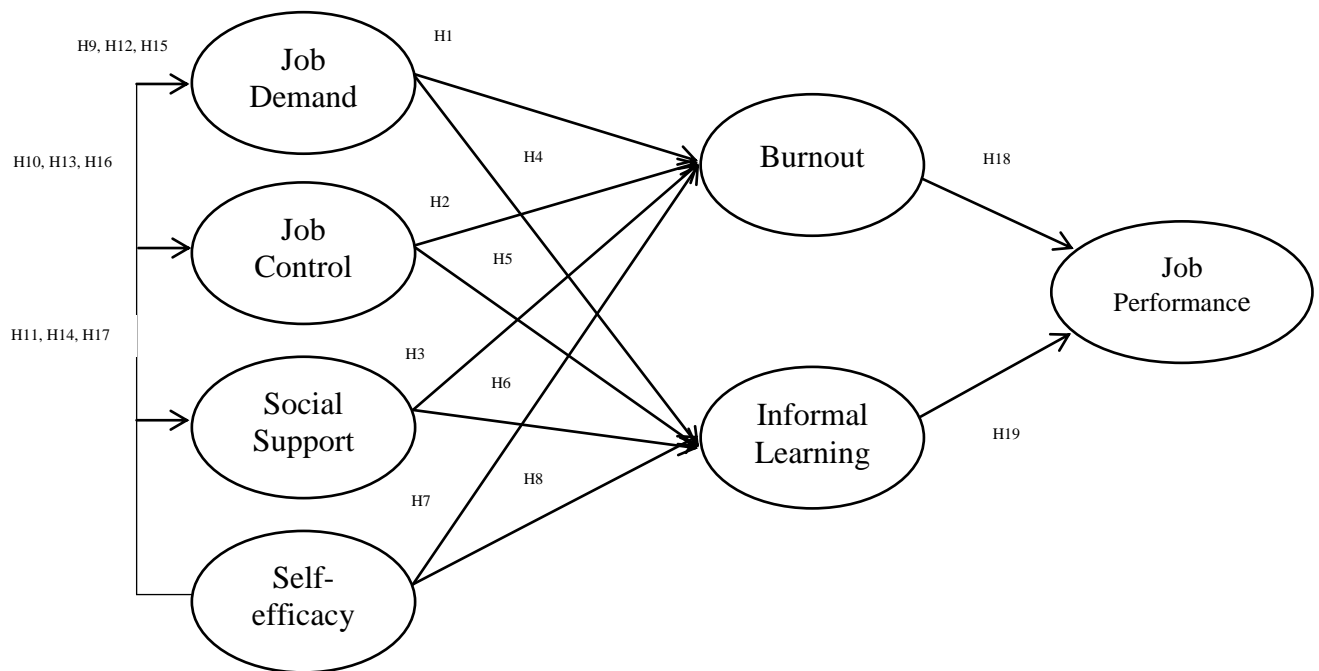 H9, H12, H15
Job
Demand
H1
H10, H13, H16
H4
Burnout
H18
Job
Control
H2
H5
Job
Performance
H11, H14, H17
H3
Social
Support
H6
Informal
Learning
H19
H7
H8
Self-
efficacy